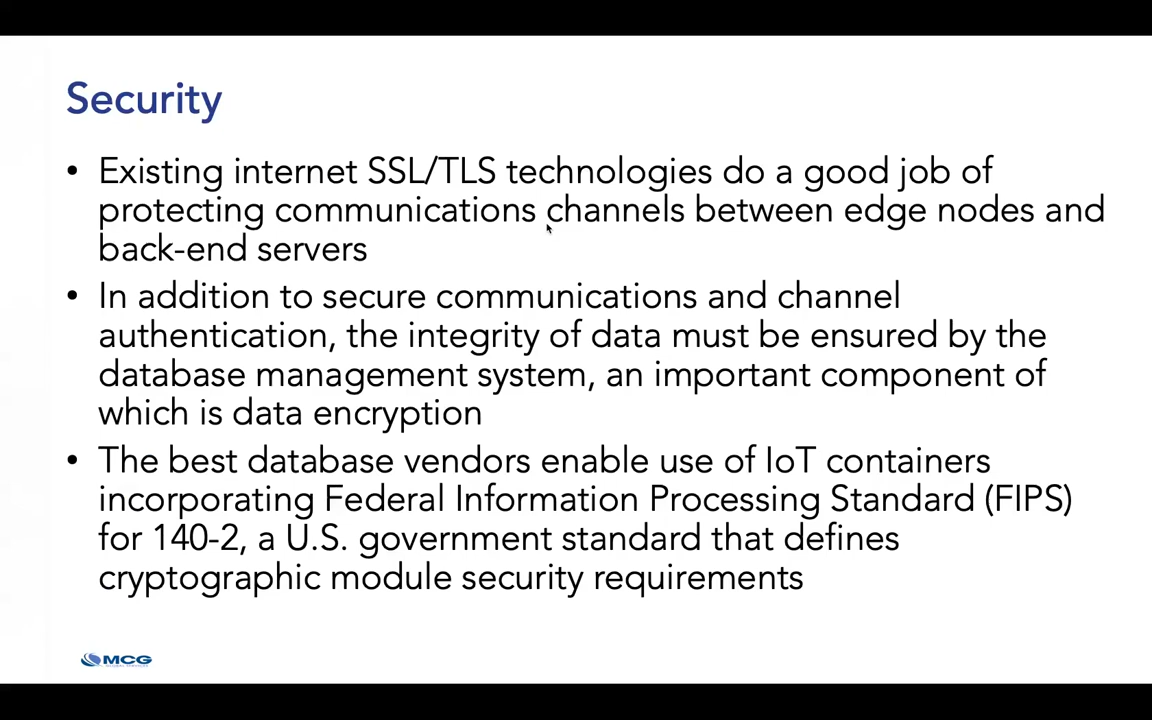 Security
• Existing internet SSL/TLS technologies do a good job of
protecting communications channels between edge nodes and
back-end servers
• In addition to secure communications and channel
authentication, the integrity of data must be ensured by the
database management system, an important component of
which is data encryption
• The best database vendors enable use of IoT containers
incorporating Federal Information Processing Standard (FIPS)
for 140-2, a U.S. government standard that defines
cryptographic module security requirements
MCG